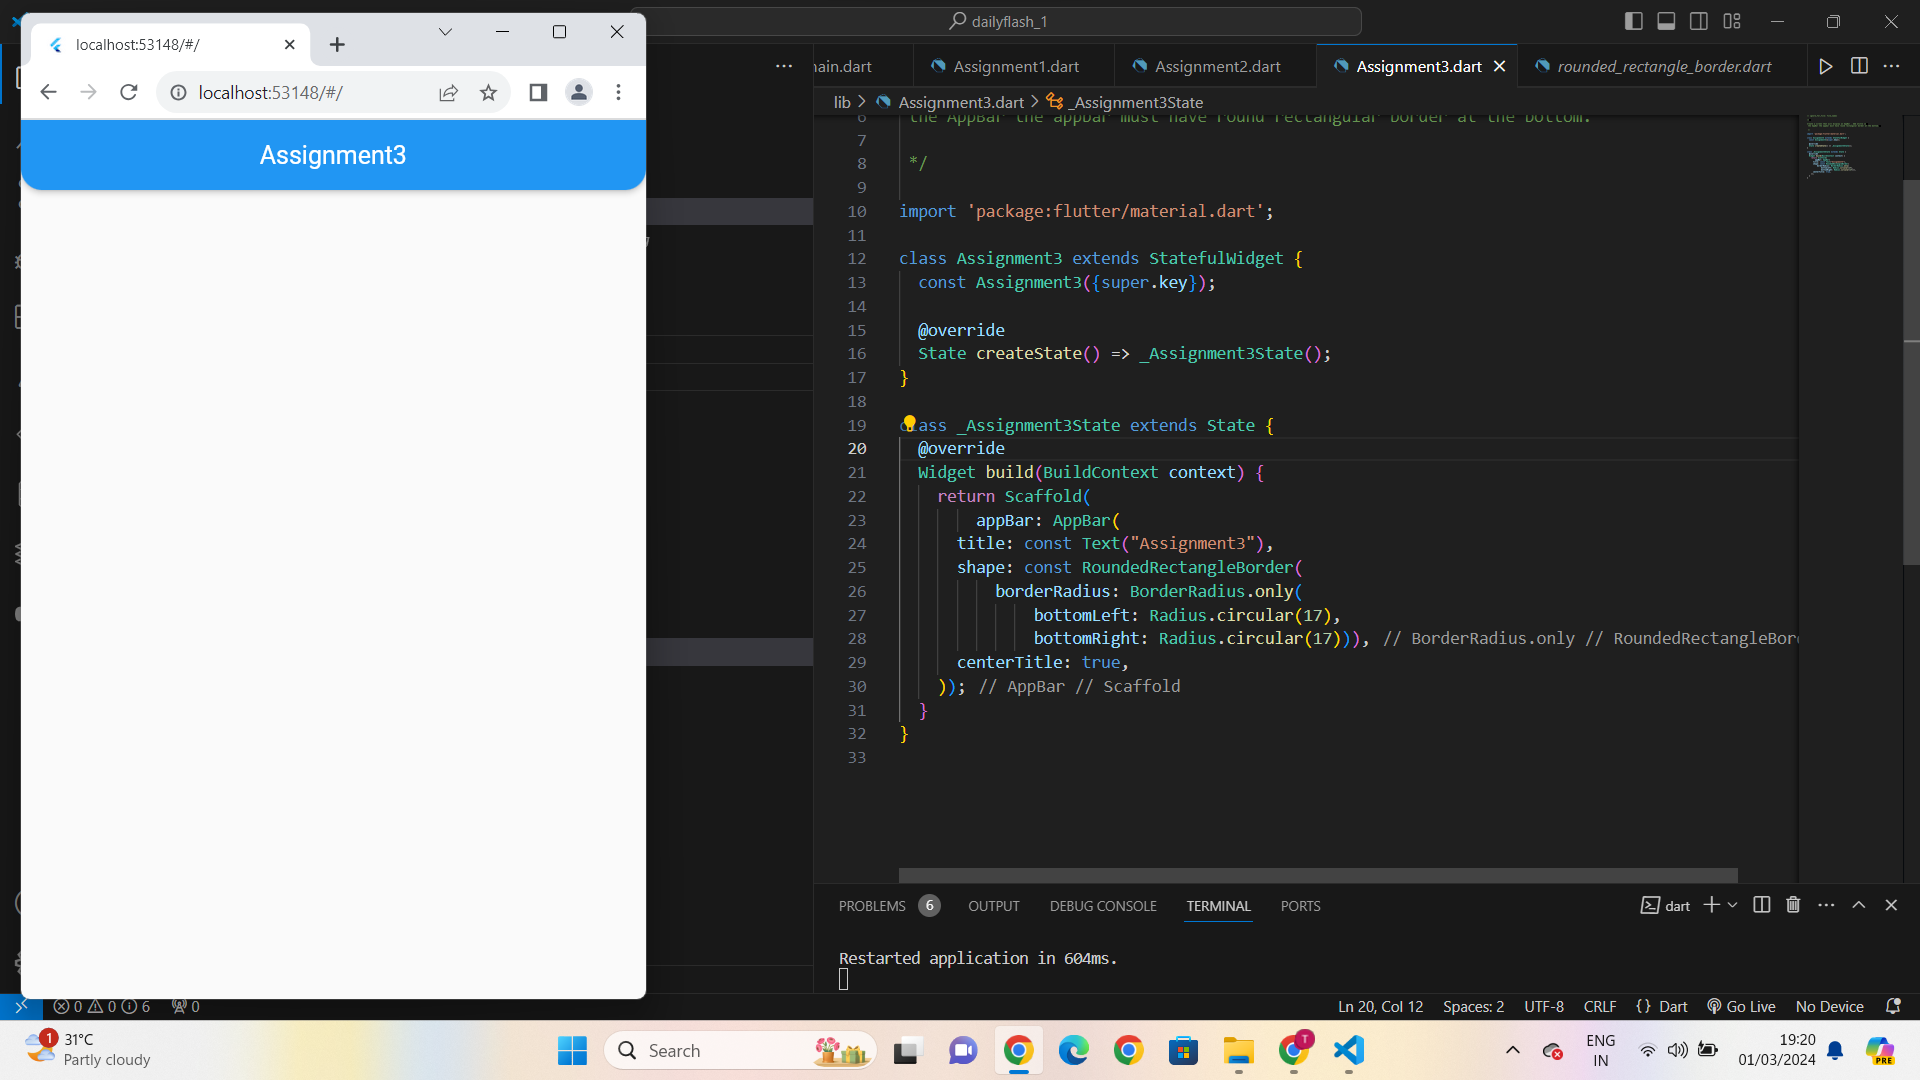 dailyflash_1
localhost:53148/#/
localhost:53148/#/
Assignment3
Assignment1.dart
Assignment2.dart
Assignment3.dart
rounded_rectangle_border.dart
lib > Assignment3.dart > _Assignment3State
the AppBar the appbar must have round rectangular border at the bottom.
7
8 */
9
10 import 'package:flutter/material.dart';
11
12 class Assignment3 extends StatefulWidget {
13 const Assignment3({super.key});
14
15 @override
16 State createState() => _Assignment3State();
17 }
18
19 class _Assignment3State extends State {
20 @override
21 Widget build(BuildContext context) {
22 return Scaffold(
23 appBar: AppBar(
24 title: const Text("Assignment3"),
25 shape: const RoundedRectangleBorder(
26 borderRadius: BorderRadius.only(
27 bottomLeft: Radius.circular(17),
28 bottomRight: Radius.circular(17))), // BorderRadius.only //
29 centerTitle: true,
30 )); // AppBar // Scaffold
31 }
32 }
33
PROBLEMS 6 OUTPUT DEBUG CONSOLE TERMINAL PORTS
dart
Restarted application in 604ms.
0 0 6 0
Ln 20, Col 12 Spaces: 2 UTF-8 CRLF {} Dart Go Live No Device
1
31°C
Partly cloudy
Search
T
ENG
IN
19:20
01/03/2024
PRE